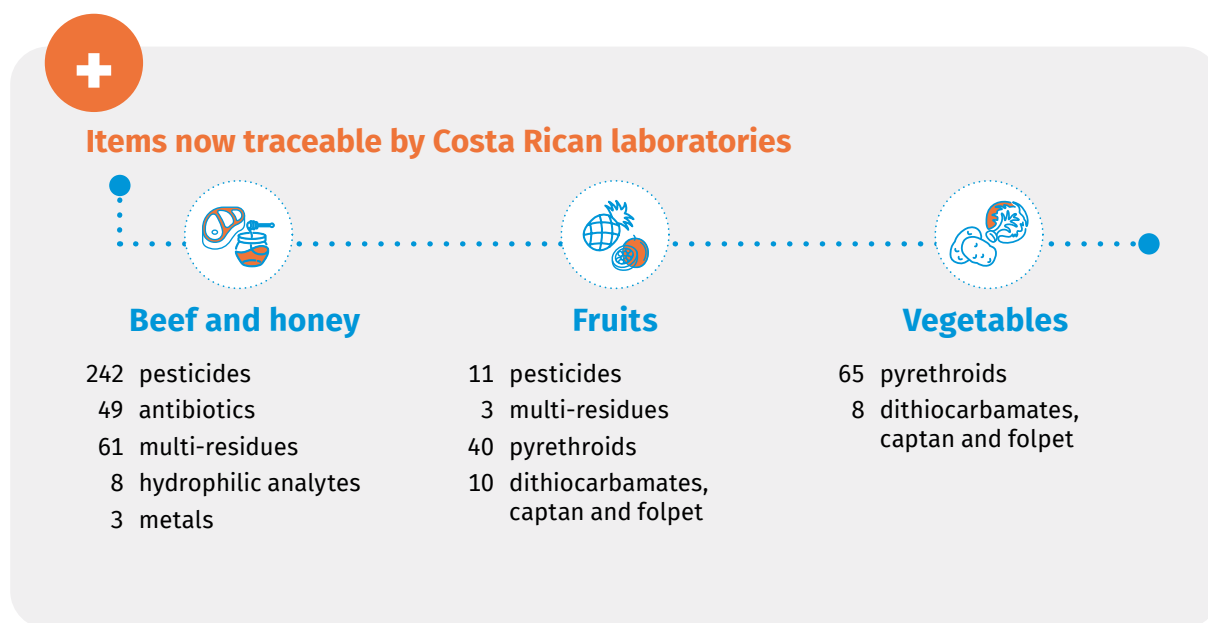 Items now traceable by Costa Rican laboratories
Beef and honey
242 pesticides
49 antibiotics
61 multi-residues
8 hydrophilic analytes
3 metals
Fruits
11 pesticides
3 multi-residues
40 pyrethroids
10 dithiocarbamates,
captan and folpet
Vegetables
65 pyrethroids
8 dithiocarbamates,
captan and folpet